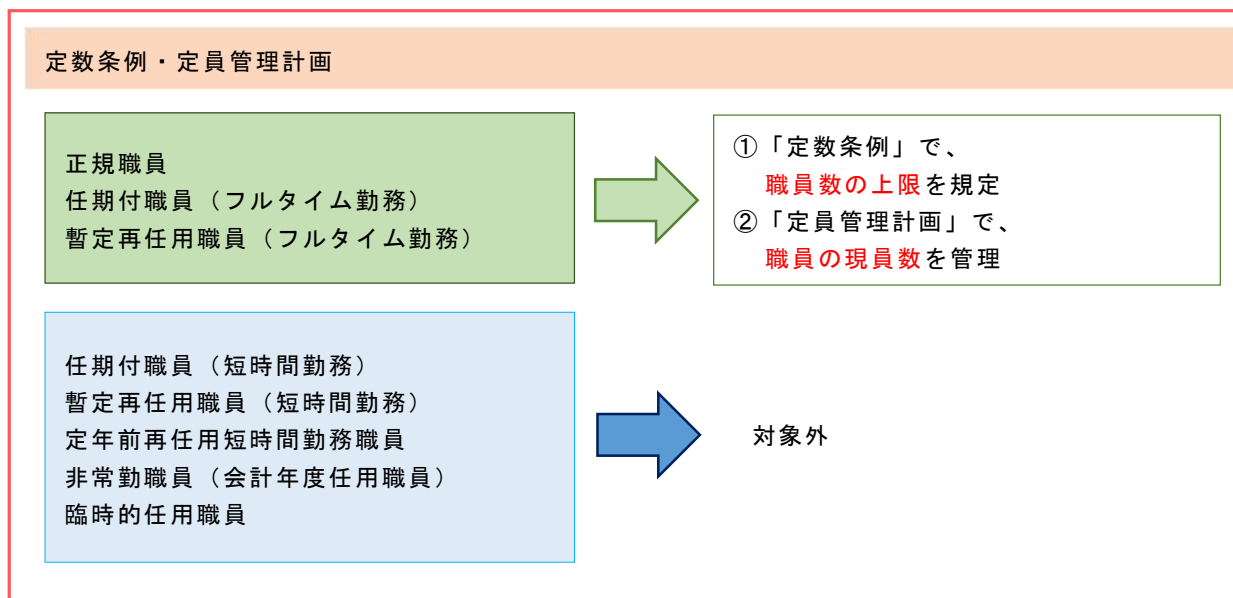 定数条例・定員管理計画
正規職員
任期付職員（フルタイム勤務）
暫定再任用職員（フルタイム勤務）
①「定数条例」で、
職員数の上限を規定
②「定員管理計画」で、
職員の現員数を管理
任期付職員（短時間勤務）
暫定再任用職員（短時間勤務）
定年前再任用短時間勤務職員
非常勤職員（会計年度任用職員）
臨時的任用職員
対象外